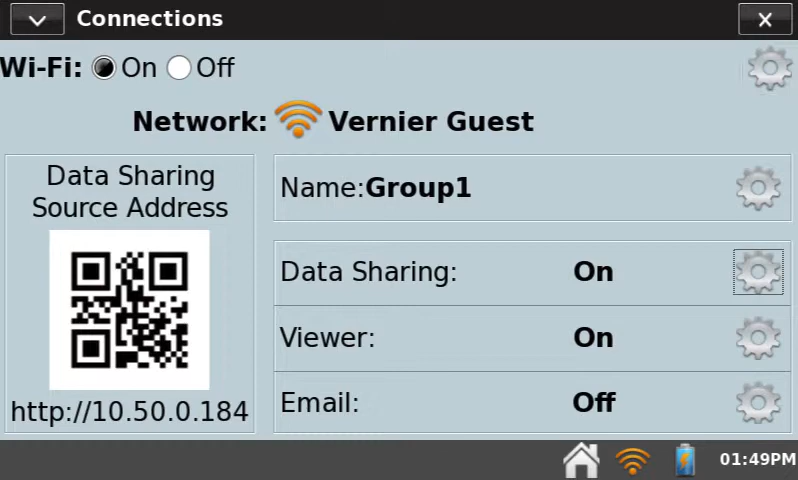 Connections
Wi-Fi: On Off
Network: Vernier Guest
Data Sharing
Source Address
http://10.50.0.184
Name:Group1
Data Sharing: On
Viewer: On
Email: Off
01:49PM